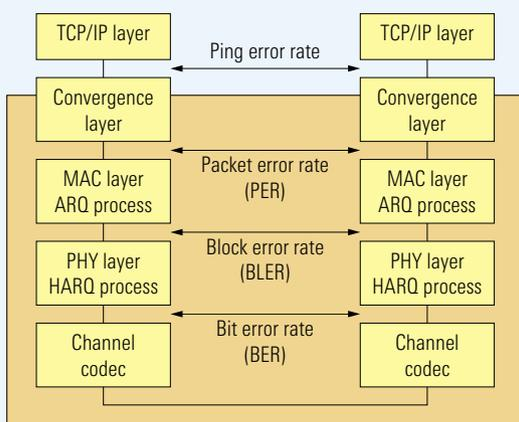 TCP/IP layer
TCP/IP layer
Ping error rate
Convergence
layer
Convergence
layer
Packet error rate
(PER)
MAC layer
ARQ process
MAC layer
ARQ process
Block error rate
(BLER)
PHY layer
HARQ process
PHY layer
HARQ process
Bit error rate
(BER)
Channel
codec
Channel
codec